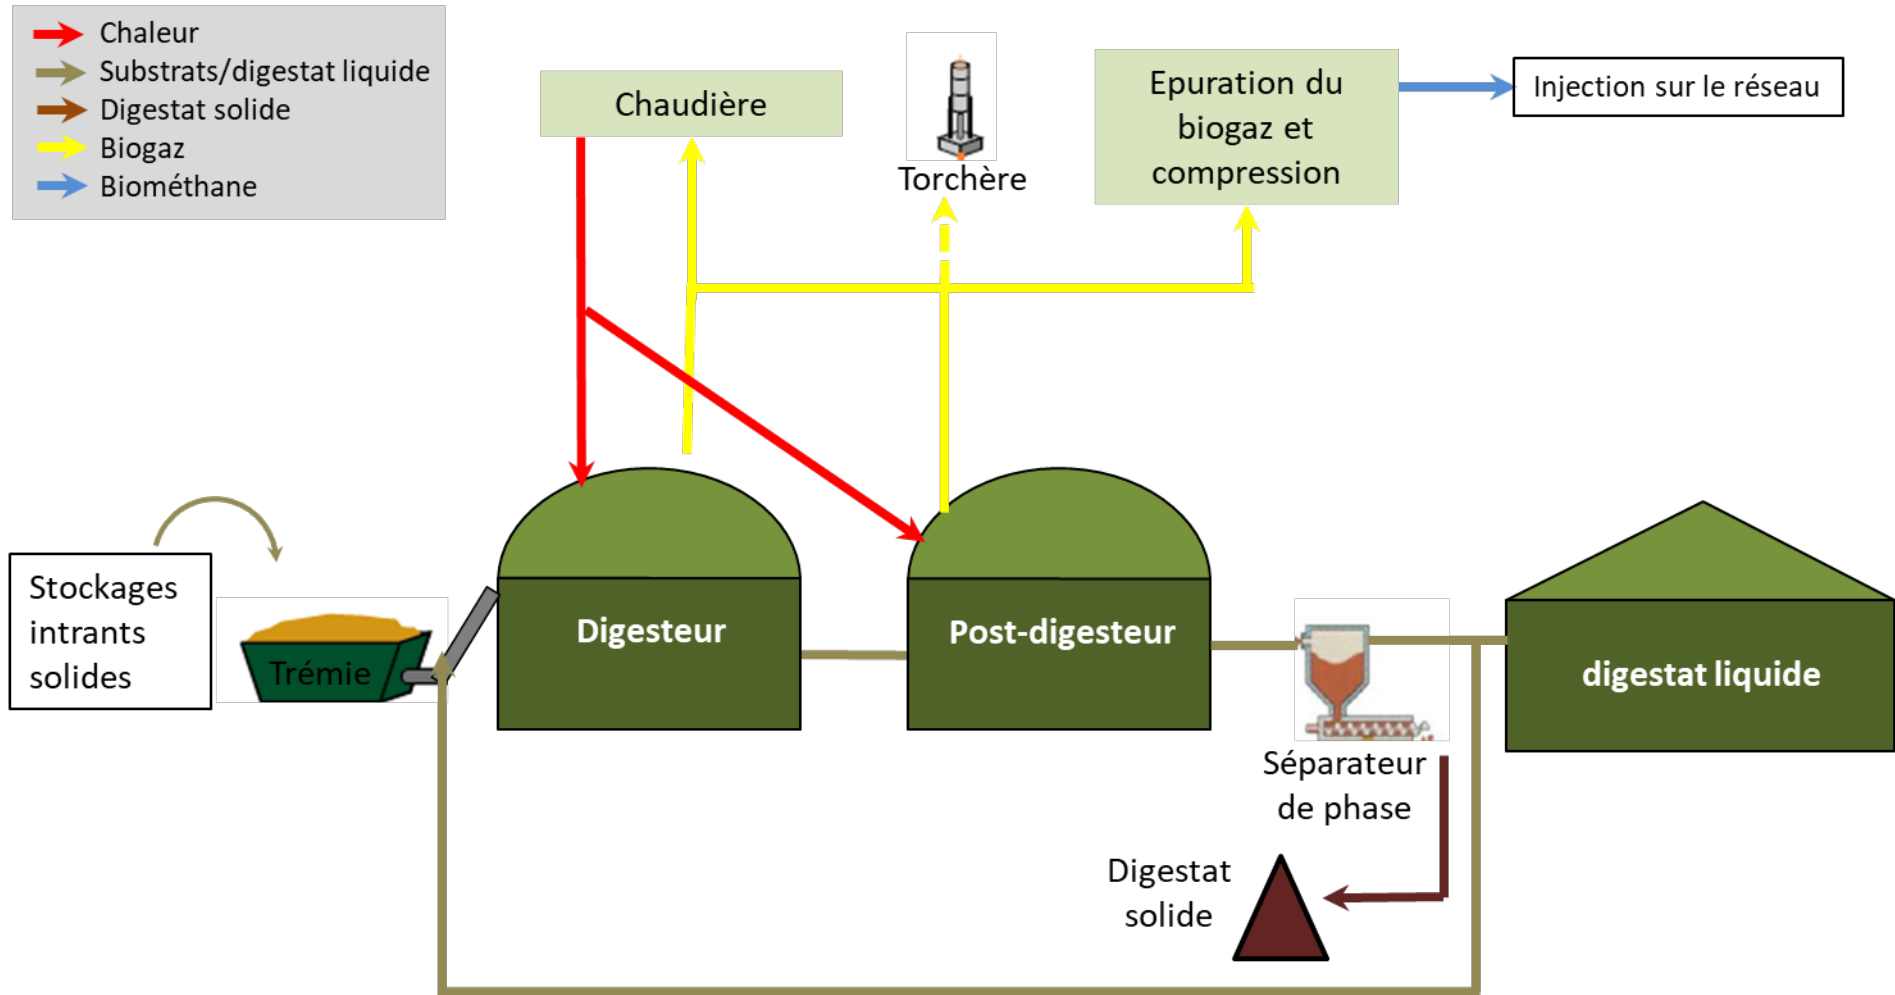 Chaleur
Substrats/digestat liquide
Digestat solide
Biogaz
Biométhane
Chaudière
Torchère
Epuration du
biogaz et
compression
Injection sur le réseau
Stockages
intrants
solides
Trémie
Digesteur
Post-digesteur
digestat liquide
Séparateur
de phase
Digestat
solide